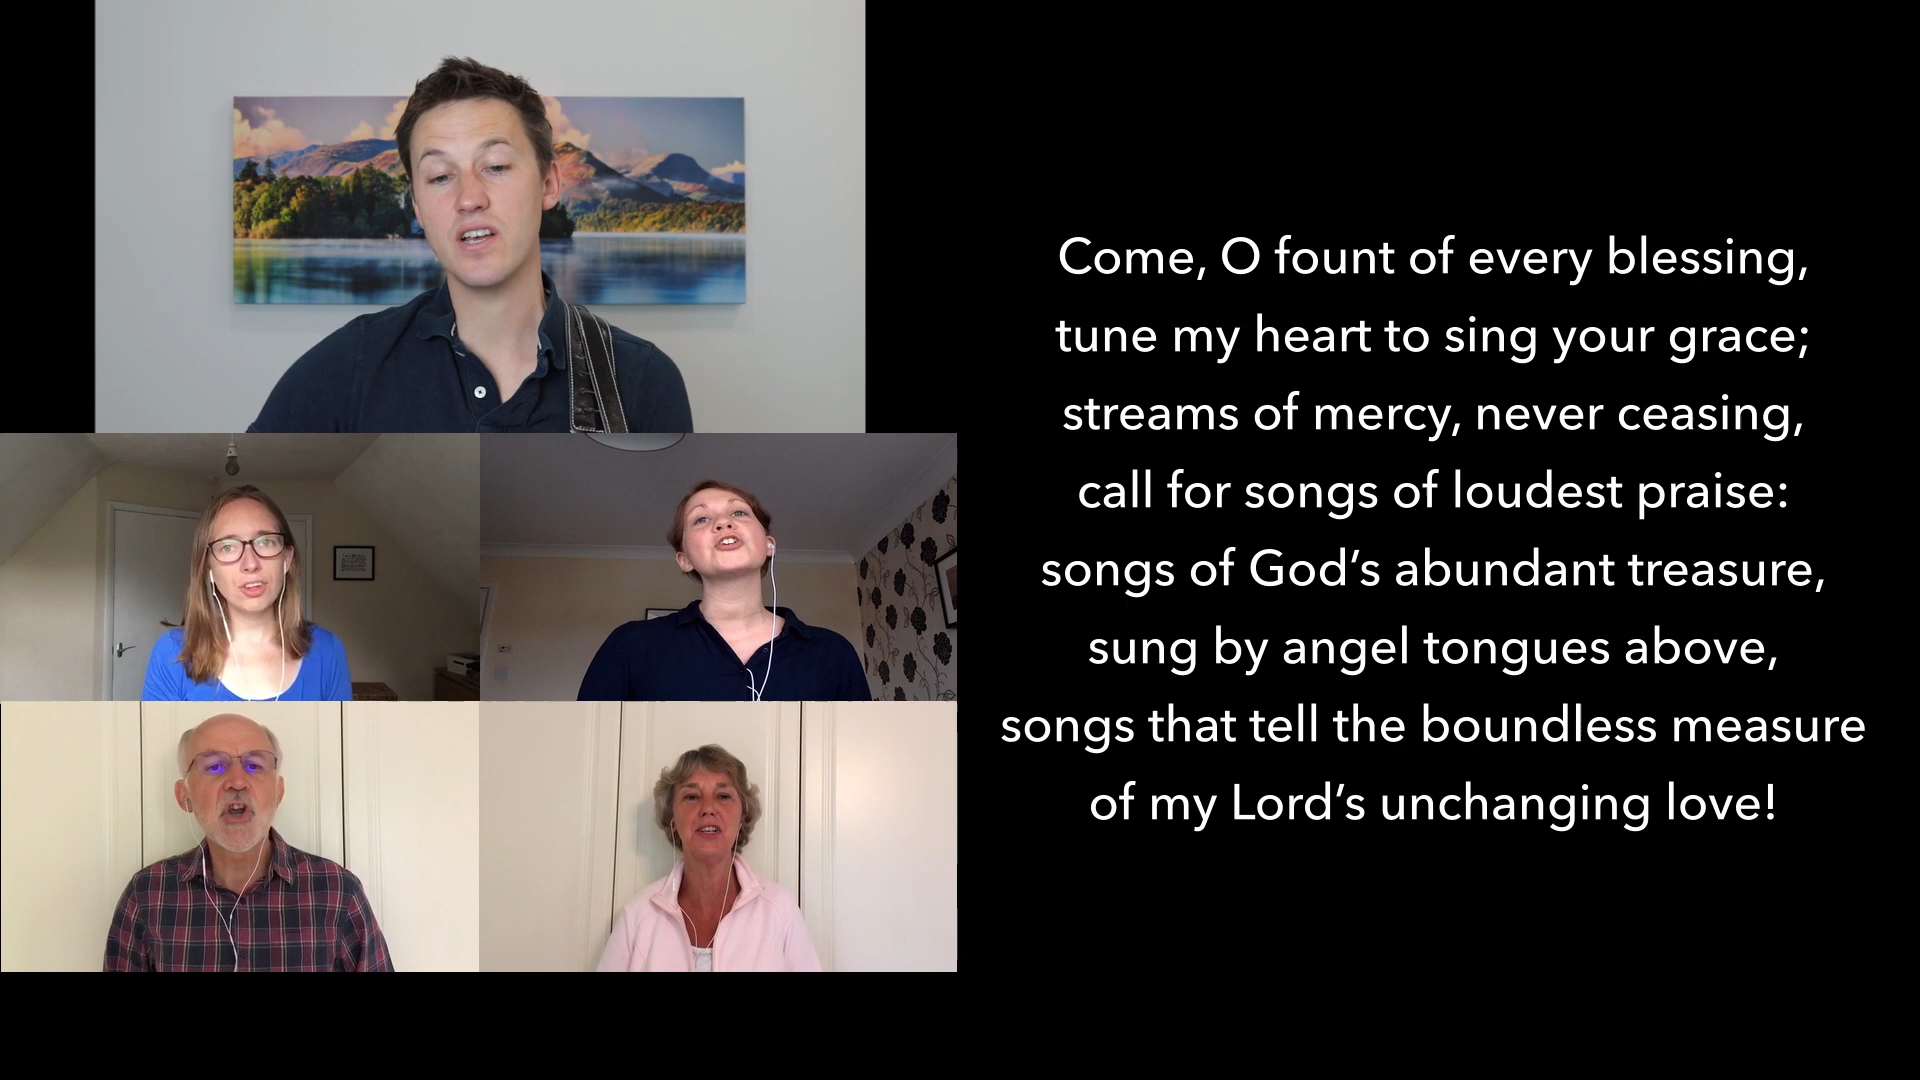 Come, O fount of every blessing,
tune my heart to sing your grace;
streams of mercy, never ceasing,
call for songs of loudest praise:
songs of God’s abundant treasure,
sung by angel tongues above,
songs that tell the boundless measure
of my Lord’s unchanging love!